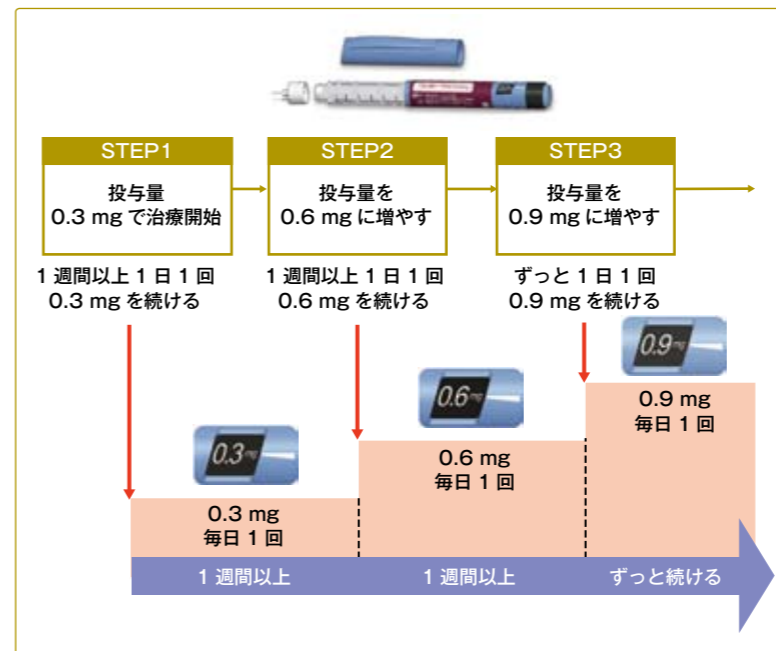 STEP1
投与量
0.3 mg で治療開始
STEP2
投与量を
0.6 mg に増やす
STEP3
投与量を
0.9 mg に増やす
1 週間以上 1 日 1 回
0.3 mg を続ける
1 週間以上 1 日 1 回
0.6 mg を続ける
ずっと 1 日 1 回
0.9 mg を続ける
0.3 mg
0.6 mg
0.9 mg
0.3 mg
毎日 1 回
0.6 mg
毎日 1 回
0.9 mg
毎日 1 回
1 週間以上
1 週間以上
ずっと続ける